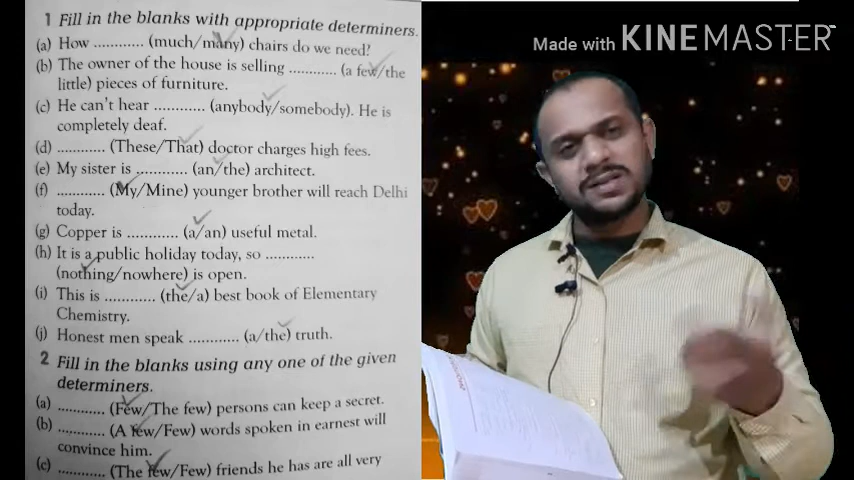 1 Fill in the blanks with appropriate determiners.
(a) How ............ (much/many) chairs do we need?
(b) The owner of the house is selling ............ (a few/the
little) pieces of furniture.
(c) He can't hear ............ (anybody/somebody). He is
completely deaf.
(d) ............ (These/That) doctor charges high fees.
(e) My sister is ............ (an/the) architect.
(f) ............ (My/Mine) younger brother will reach Delhi
today.
(g) Copper is ............ (a/an) useful metal.
(h) It is a public holiday today, so ............
(nothing/nowhere) is open.
(i) This is ............ (the/a) best book of Elementary
Chemistry.
(j) Honest men speak ............ (a/the) truth.
2 Fill in the blanks using any one of the given
determiners.
(a) ............ (Few/The few) persons can keep a secret.
(b) ............ (A few/Few) words spoken in earnest will
convince him.
(c) ............ (The few/Few) friends he has are all very
Made with KINEMASTER